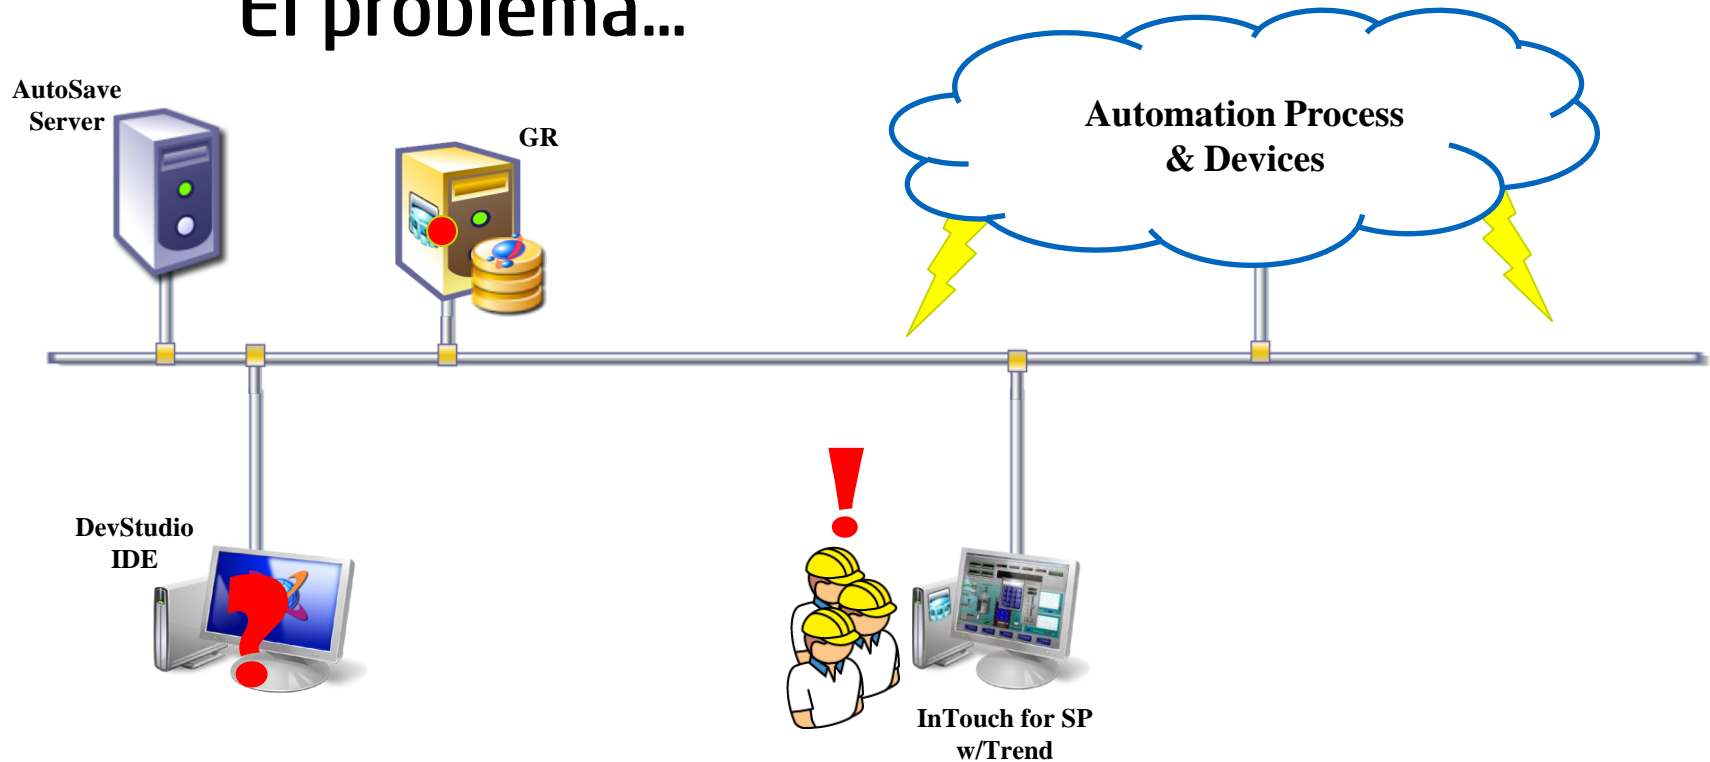 El problema...
AutoSave
Server
GR
Automation Process
& Devices
DevStudio
IDE
?
!
InTouch for SP
w/Trend